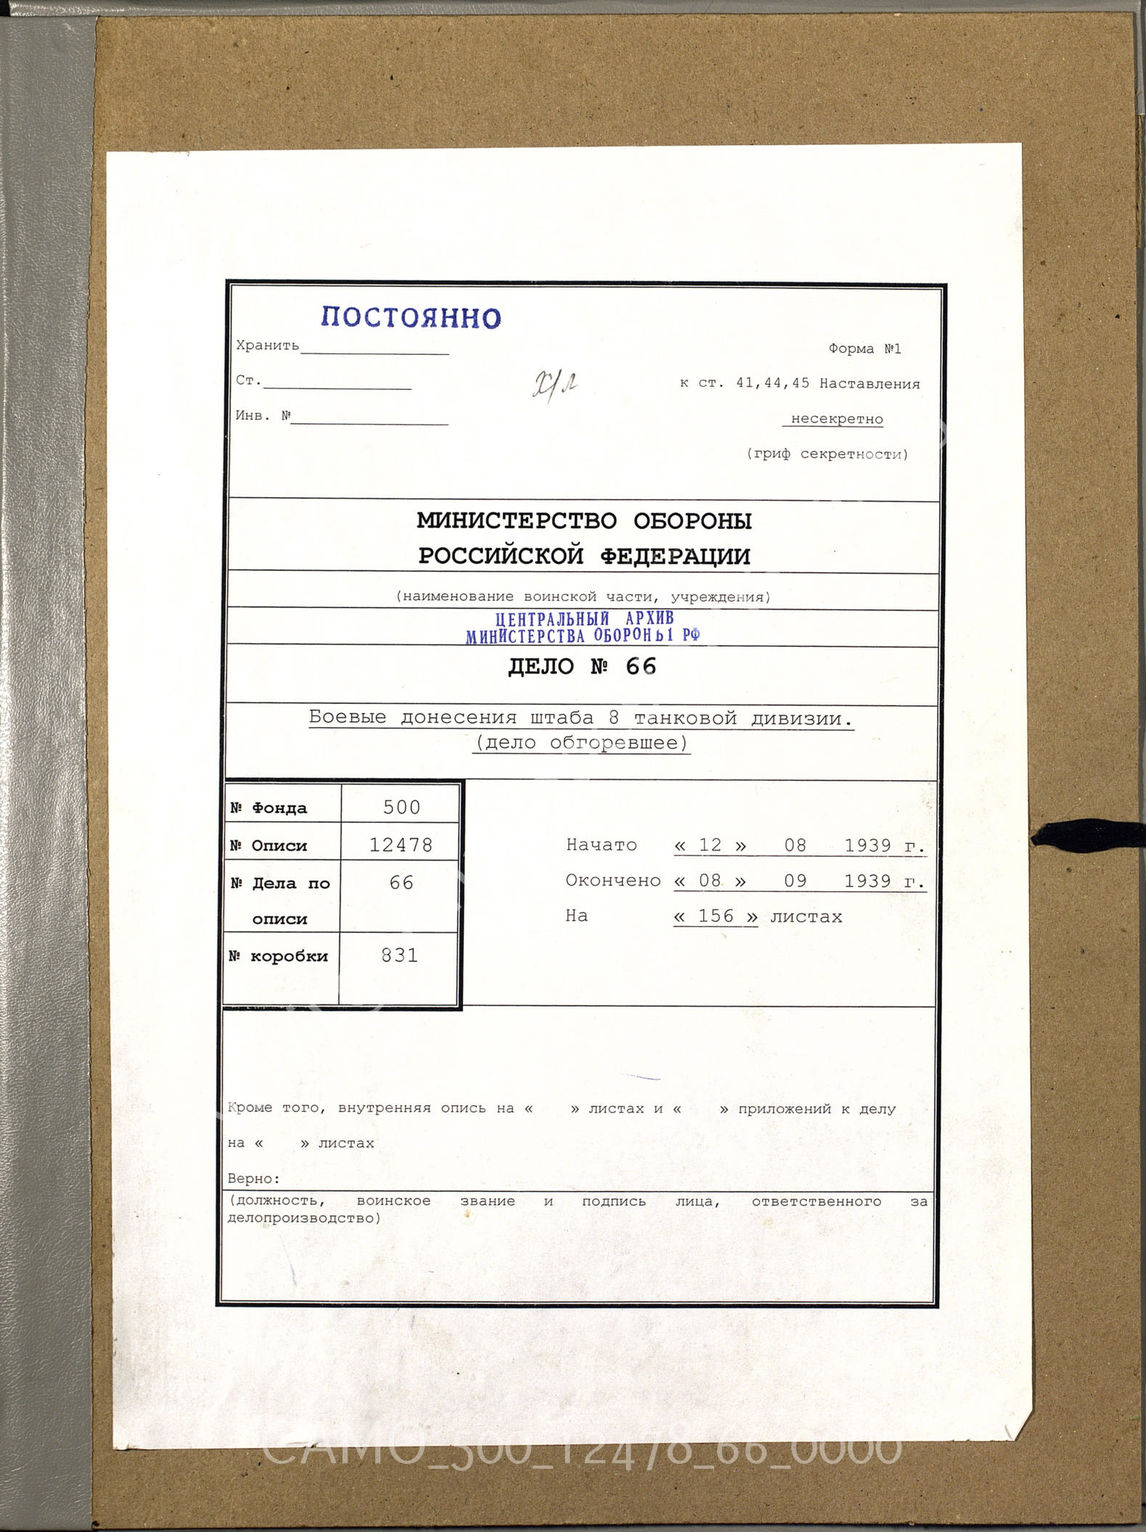 ПОСТОЯННО
Хранить
Форма №1
Ст.
х/л
к ст. 41,44,45 Наставления
Инв. №
несекретно
(гриф секретности)
МИНИСТЕРСТВО ОБОРОНЫ
РОССИЙСКОЙ ФЕДЕРАЦИИ
(наименование воинской части, учреждения)
ЦЕНТРАЛЬНЫЙ АРХИВ
МИНИСТЕРСТВА ОБОРОНЫ РФ
ДЕЛО № 66
Боевые донесения штаба 8 танковой дивизии.
(дело обгоревшее)
№ Фонда 500
№ Описи 12478
№ Дела по 66
описи
№ коробки 831
Начато « 12 » 08 1939 г.
Окончено « 08 » 09 1939 г.
На « 156 » листах
Кроме того, внутренняя опись на « » листах и « » приложений к делу
на « » листах
Верно:
(должность, воинское звание и подпись лица, ответственного за
делопроизводство)
CAMO_500_12478_66_0000